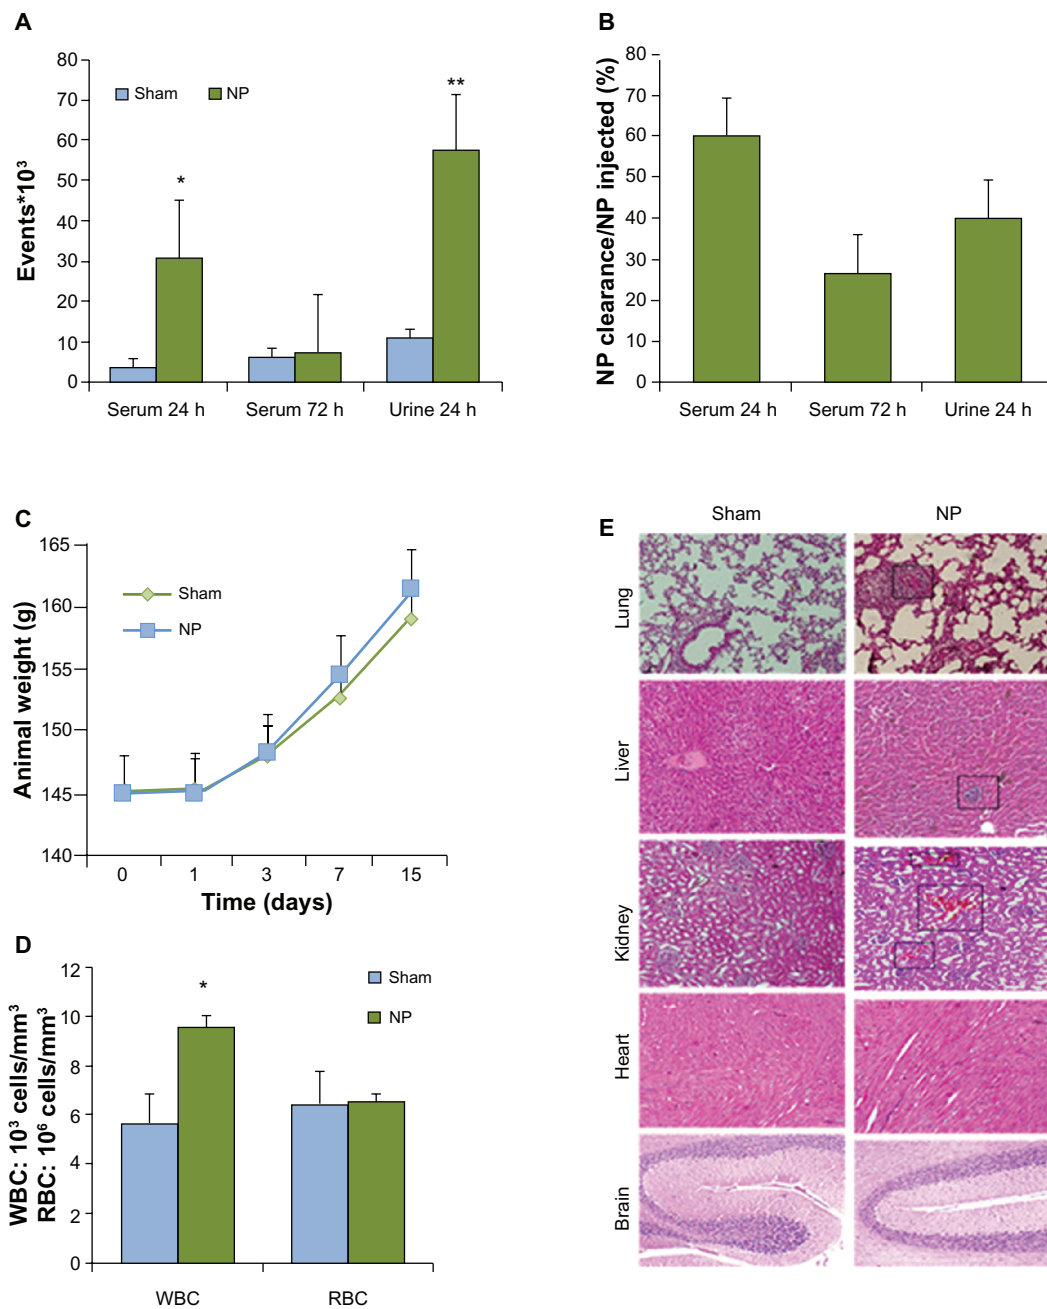 A
Events*10³
80
70
60
50
40
30
20
10
0
Sham
NP
*
**
Serum 24 h
Serum 72 h
Urine 24 h
B
NP clearance/NP injected (%)
80
70
60
50
40
30
20
10
0
Serum 24 h
Serum 72 h
Urine 24 h
C
Animal weight (g)
165
160
155
150
145
140
Sham
NP
0
1
3
7
15
Time (days)
D
WBC: 10³ cells/mm³
RBC: 10⁶ cells/mm³
12
10
8
6
4
2
0
Sham
NP
*
WBC
RBC
E
Sham
NP
Lung
Liver
Kidney
Heart
Brain